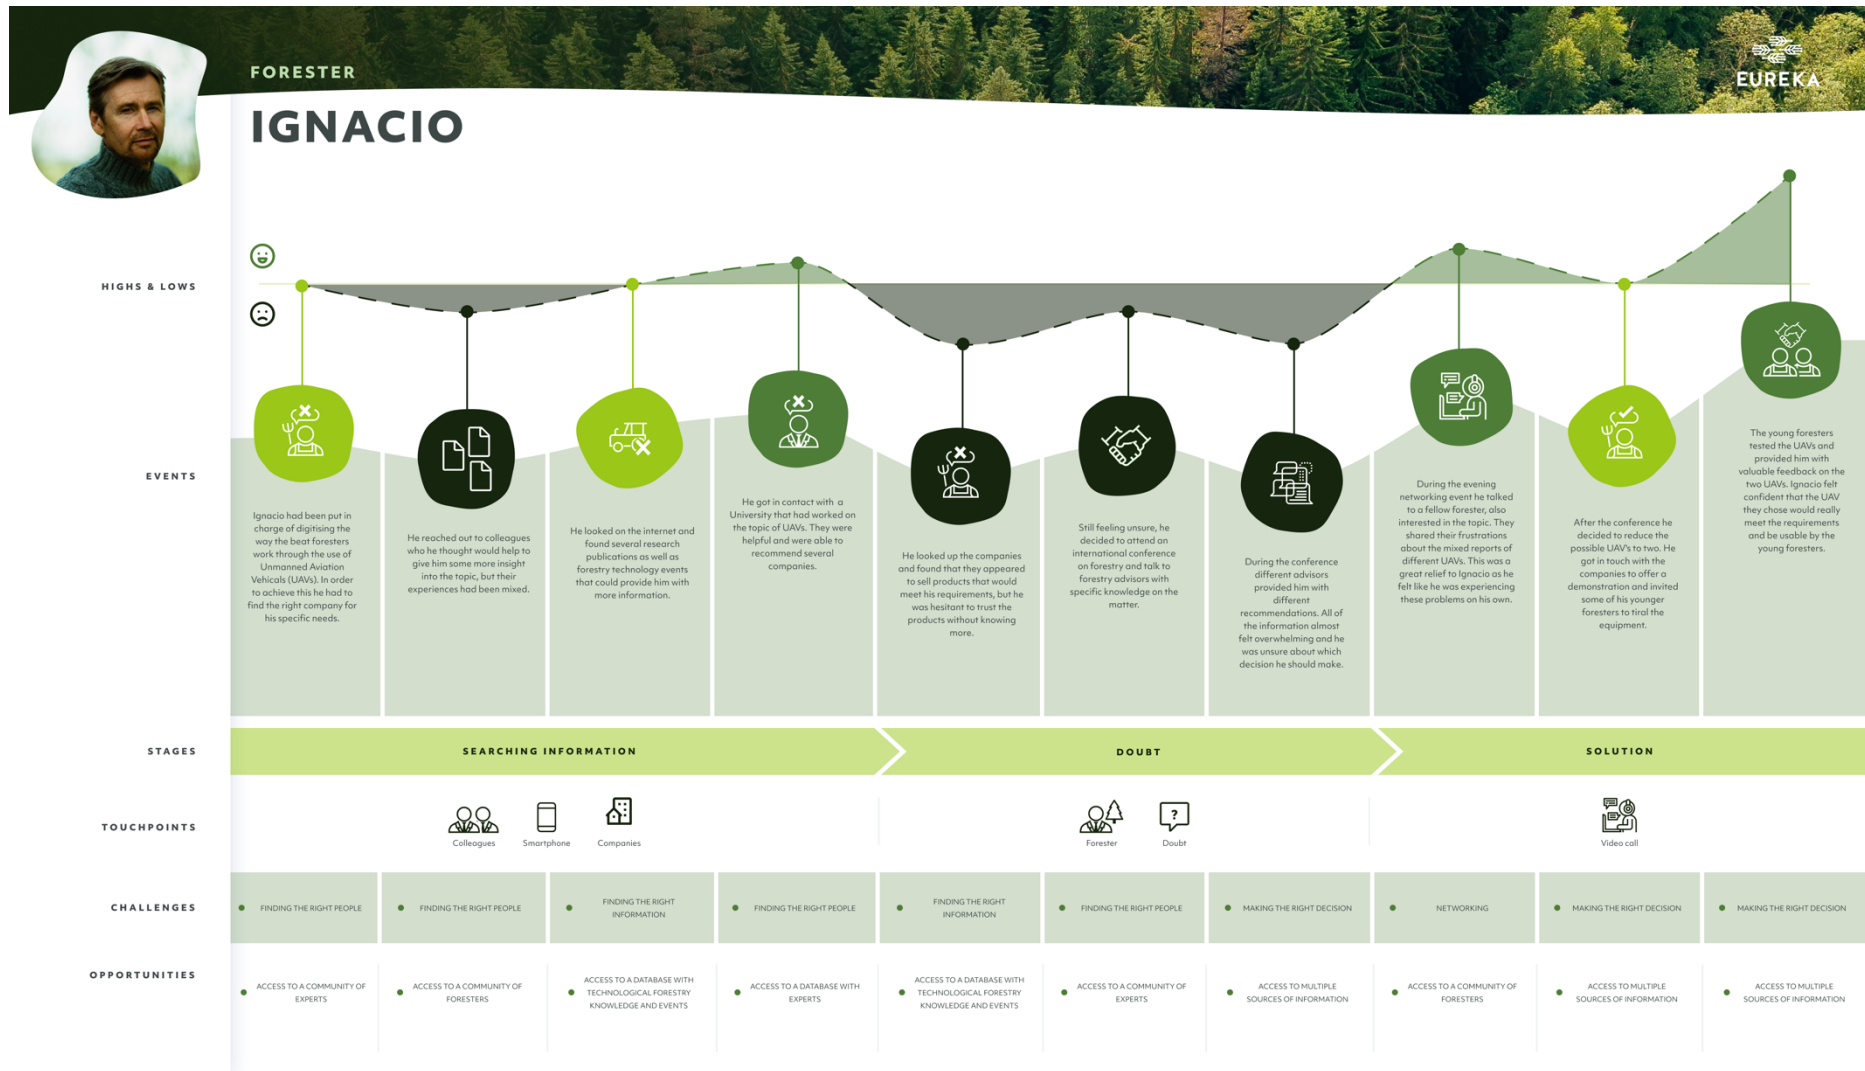 FORESTER
IGNACIO
EUREKA
HIGHS & LOWS
EVENTS
Ignacio had been put in
charge of digitising the
way the beat foresters
work through the use of
Unmanned Aviation
Vehicals (UAVs). In order
to achieve this he had to
find the right company for
his specific needs.
He reached out to colleagues
who he thought would help to
give him some more insight
into the topic, but their
experiences had been mixed.
He looked on the internet and
found several research
publications as well as
forestry technology events
that could provide him with
more information.
He got in contact with a
University that had worked on
the topic of UAVs. They were
helpful and were able to
recommend several
companies.
He looked up the companies
and found that they appeared
to sell products that would
meet his requirements, but he
was hesitant to trust the
products without knowing
more.
Still feeling unsure, he
decided to attend an
international conference
on forestry and talk to
forestry advisors with
specific knowledge on the
matter.
During the conference
different advisors
provided him with
different
recommendations. All of
the information almost
felt overwhelming and he
was unsure about which
decision he should make.
During the evening
networking event he talked
to a fellow forester, also
interested in the topic. They
shared their frustrations
about the mixed reports of
different UAVs. This was a
great relief to Ignacio as he
felt like he was experiencing
these problems on his own.
After the conference he
decided to reduce the
possible UAV's to two. He
got in touch with the
companies to offer a
demonstration and invited
some of his younger
foresters to tiral the
equipment.
The young foresters
tested the UAVs and
provided him with
valuable feedback on the
two UAVs. Ignacio felt
confident that the UAV
they chose would really
meet the requirements
and be usable by the
young foresters.
STAGES
SEARCHING INFORMATION
DOUBT
SOLUTION
TOUCHPOINTS
Colleagues
Smartphone
Companies
Forester
?
Doubt
Video call
CHALLENGES
FINDING THE RIGHT PEOPLE
FINDING THE RIGHT PEOPLE
FINDING THE RIGHT
INFORMATION
FINDING THE RIGHT PEOPLE
FINDING THE RIGHT
INFORMATION
FINDING THE RIGHT PEOPLE
MAKING THE RIGHT DECISION
NETWORKING
MAKING THE RIGHT DECISION
MAKING THE RIGHT DECISION
OPPORTUNITIES
ACCESS TO A COMMUNITY OF
EXPERTS
ACCESS TO A COMMUNITY OF
FORESTERS
ACCESS TO A DATABASE WITH
TECHNOLOGICAL FORESTRY
KNOWLEDGE AND EVENTS
ACCESS TO A DATABASE WITH
EXPERTS
ACCESS TO A DATABASE WITH
TECHNOLOGICAL FORESTRY
KNOWLEDGE AND EVENTS
ACCESS TO A COMMUNITY OF
EXPERTS
ACCESS TO MULTIPLE
SOURCES OF INFORMATION
ACCESS TO A COMMUNITY OF
FORESTERS
ACCESS TO MULTIPLE
SOURCES OF INFORMATION
ACCESS TO MULTIPLE
SOURCES OF INFORMATION